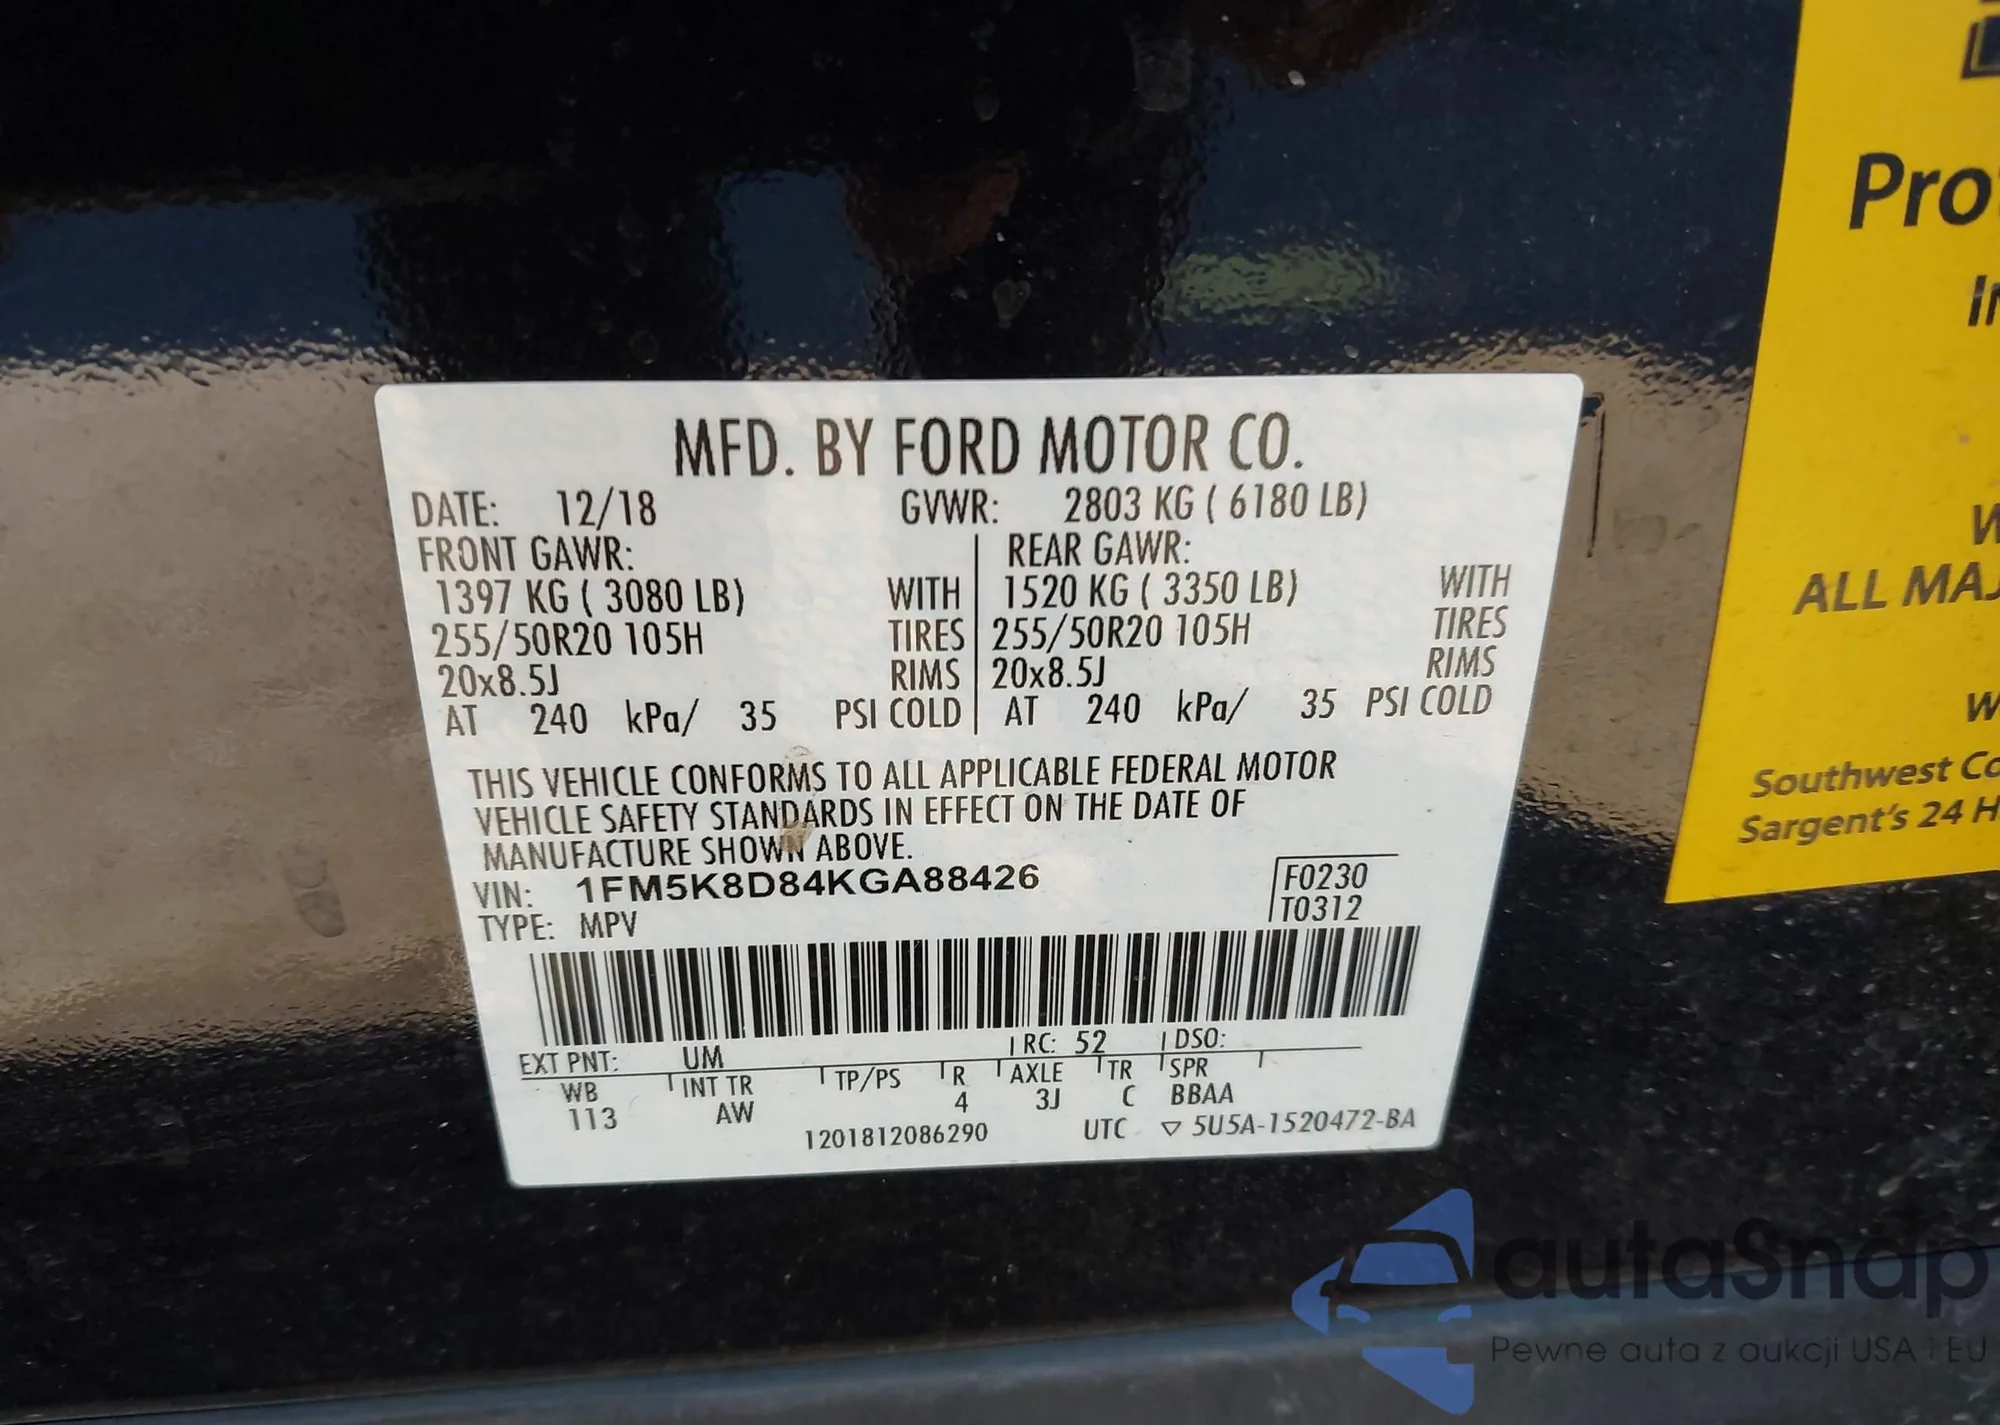 MFD. BY FORD MOTOR CO.
DATE: 12/18 GVWR: 2803 KG ( 6180 LB)
FRONT GAWR: REAR GAWR:
1397 KG ( 3080 LB) WITH 1520 KG ( 3350 LB) WITH
255/50R20 105H TIRES 255/50R20 105H TIRES
20x8.5J RIMS 20x8.5J RIMS
AT 240 kPa/ 35 PSI COLD AT 240 kPa/ 35 PSI COLD
THIS VEHICLE CONFORMS TO ALL APPLICABLE FEDERAL MOTOR
VEHICLE SAFETY STANDARDS IN EFFECT ON THE DATE OF
MANUFACTURE SHOWN ABOVE.
VIN: 1FM5K8D84KGA88426
F0230
TYPE: MPV
T0312
EXT PNT: UM RC: 52 DSO:
WB INT TR TP/PS R AXLE TR SPR
113 AW 4 3J C BBAA
1201812086290 UTC ▽ 5U5A-1520472-BA
ALL
Southwest
Sargent's 24
autaSnap
Pewne auta z aukcji USA i EU